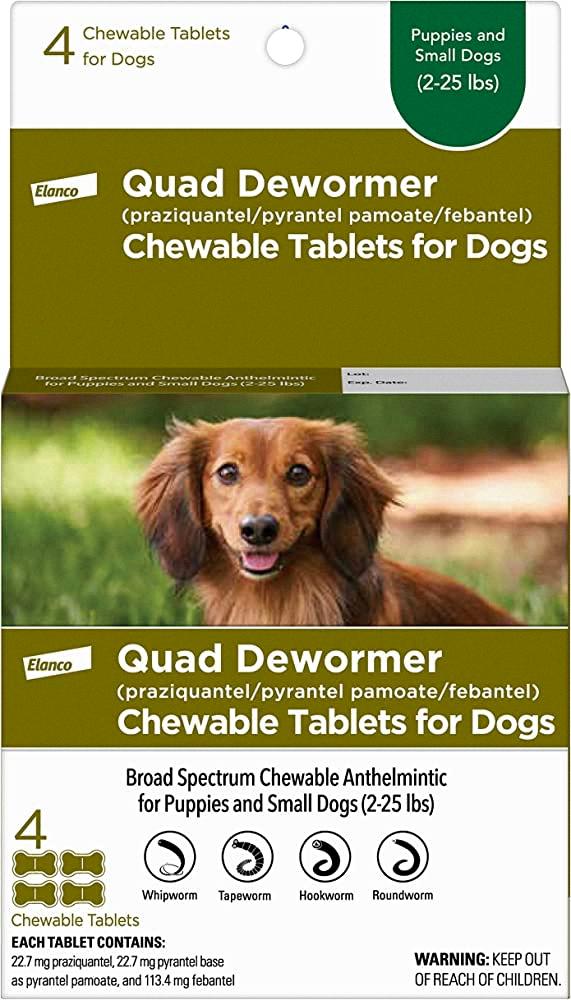 4 Chewable Tablets
for Dogs
Puppies and
Small Dogs
(2-25 lbs)
Elanco
Quad Dewormer
(praziquantel/pyrantel pamoate/febantel)
Chewable Tablets for Dogs
Broad Spectrum Chewable Anthelmintic
for Puppies and Small Dogs (2-25 lbs)
Lot:
Exp. Date:
Elanco
Quad Dewormer
(praziquantel/pyrantel pamoate/febantel)
Chewable Tablets for Dogs
Broad Spectrum Chewable Anthelmintic
for Puppies and Small Dogs (2-25 lbs)
4
Whipworm Tapeworm Hookworm Roundworm
Chewable Tablets
EACH TABLET CONTAINS:
22.7 mg praziquantel, 22.7 mg pyrantel base
as pyrantel pamoate, and 113.4 mg febantel
WARNING: KEEP OUT
OF REACH OF CHILDREN.